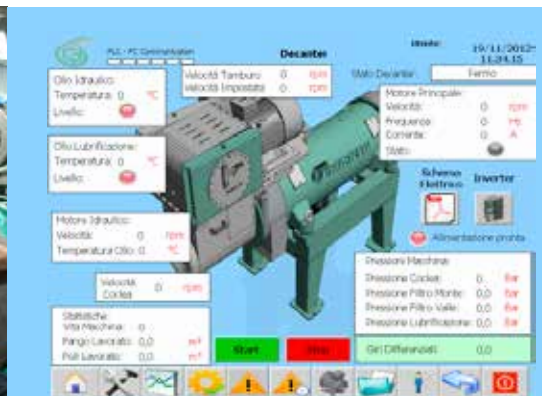 PLC - PC Communication
Decanter
Utente:
19/11/2012
11.24.15
Olio Idraulico:
Temperatura: 0 °C
Livello:
Velocità Tamburo 0 rpm
Velocità Impostata 0 rpm
Stato Decanter: Fermo
Motore Principale:
Velocità: 0 rpm
Frequenza: 0 Hz
Corrente: 0 A
Stato:
Olio Lubrificazione:
Temperatura: 0 °C
Livello:
Schema
Elettrico
Inverter
Alimentazione pronta
Motore Idraulico:
Velocità: 0 rpm
Temperatura Olio: 0 °C
Velocità
Coclea
0 rpm
Pressioni Macchina:
Pressione Coclea: 0 Bar
Pressione Filtro Monte: 0,0 Bar
Pressione Filtro Valle: 0,0 Bar
Pressione Lubrificazione: 0,0 Bar
Statistiche:
Vita Macchina: 0
Fango Lavorato: 0,0 m³
Poli Lavorato: 0,0 m³
Start
Stop
Giri Differenziali: 0,0